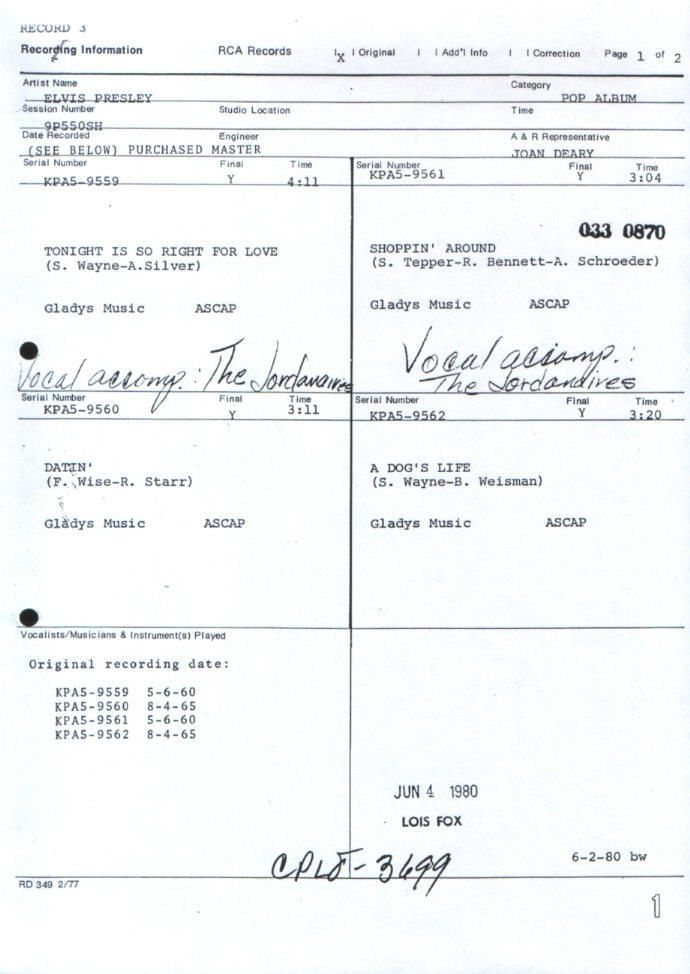 RECORD 3
Recording Information RCA Records X Original Add'l Info Correction Page 1 of 2
Artist Name Category
ELVIS PRESLEY POP ALBUM
Session Number Studio Location Time
9P550SH
Date Recorded Engineer A & R Representative
(SEE BELOW) PURCHASED MASTER JOAN DEARY
Serial Number Final Time
KPA5-9559 Y 4:11
TONIGHT IS SO RIGHT FOR LOVE
(S. Wayne-A.Silver)
Gladys Music ASCAP
Vocal accomp.: The Jordanaires
Serial Number Final Time
KPA5-9561 Y 3:04
033 0870
SHOPPIN' AROUND
(S. Tepper-R. Bennett-A. Schroeder)
Gladys Music ASCAP
Vocal accomp.:
The Jordanaires
Serial Number Final Time
KPA5-9560 Y 3:11
DATIN'
(F. Wise-R. Starr)
Gladys Music ASCAP
Serial Number Final Time
KPA5-9562 Y 3:20
A DOG'S LIFE
(S. Wayne-B. Weisman)
Gladys Music ASCAP
Vocalists/Musicians & Instrument(s) Played
Original recording date:
KPA5-9559 5-6-60
KPA5-9560 8-4-65
KPA5-9561 5-6-60
KPA5-9562 8-4-65
JUN 4 1980
LOIS FOX
6-2-80 bw
CPL8-3699
RD 349 2/77
1